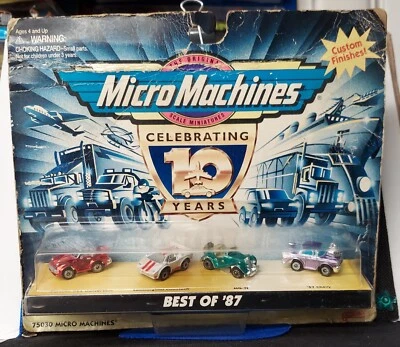 Ages 4 and Up
WARNING:
CHOKING HAZARD-Small parts.
Not for children under 3 years.
THE ORIGINAL
Micro Machines
SCALE MINIATURES
Custom
Finishes!
CELEBRATING
10
YEARS
BEST OF '87
75030 MICRO MACHINES